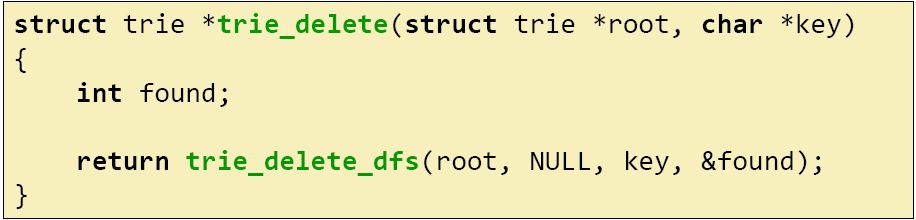 struct trie *trie_delete(struct trie *root, char *key)
{
    int found;

    return trie_delete_dfs(root, NULL, key, &found);
}